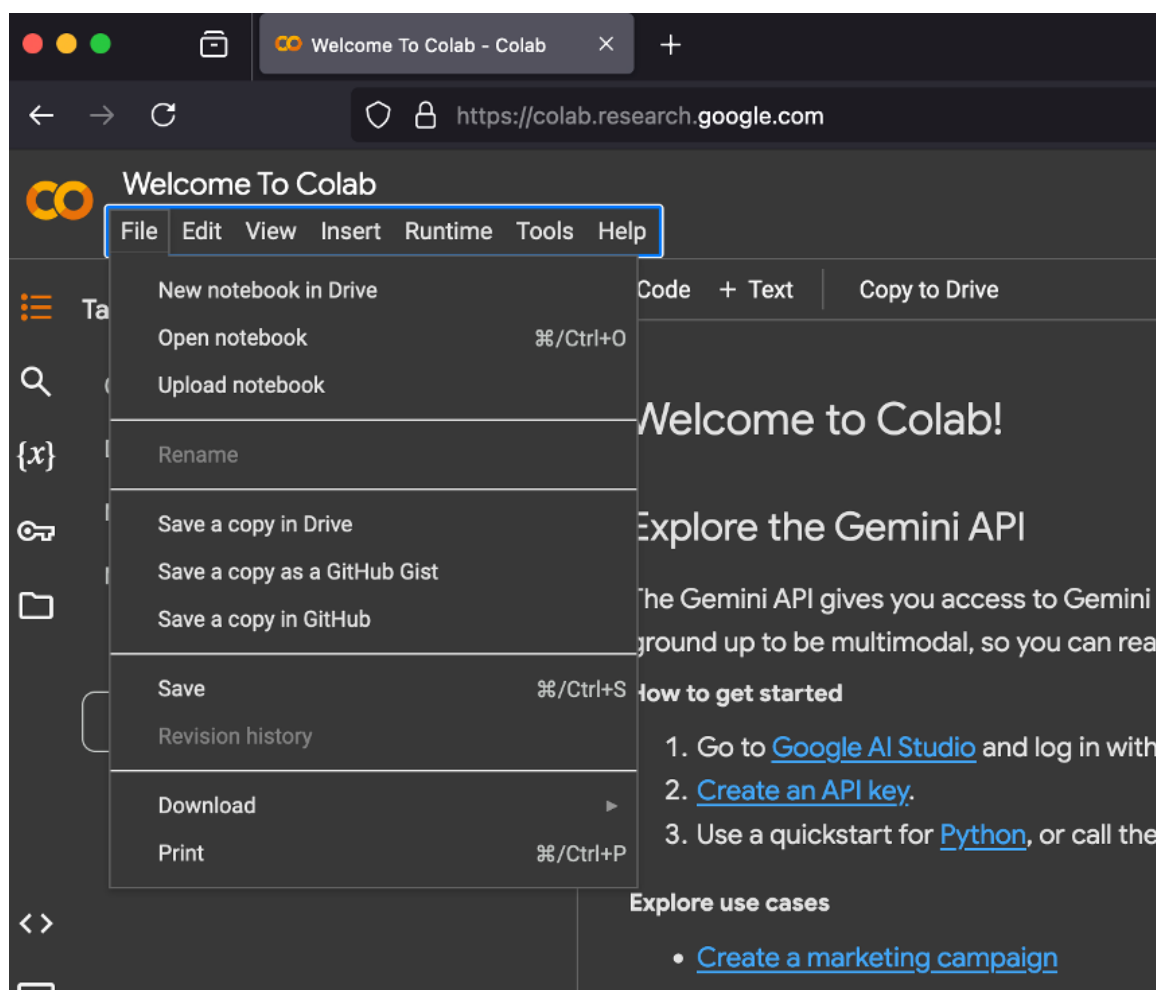 Welcome To Colab - Colab
https://colab.research.google.com
Welcome To Colab
File Edit View Insert Runtime Tools Help
New notebook in Drive
Open notebook ⌘/Ctrl+O
Upload notebook
Rename
Save a copy in Drive
Save a copy as a GitHub Gist
Save a copy in GitHub
Save ⌘/Ctrl+S
Revision history
Download
Print ⌘/Ctrl+P
Code + Text Copy to Drive
Welcome to Colab!
Explore the Gemini API
The Gemini API gives you access to Gemini
ground up to be multimodal, so you can rea
How to get started
1. Go to Google AI Studio and log in with
2. Create an API key.
3. Use a quickstart for Python, or call the
Explore use cases
• Create a marketing campaign